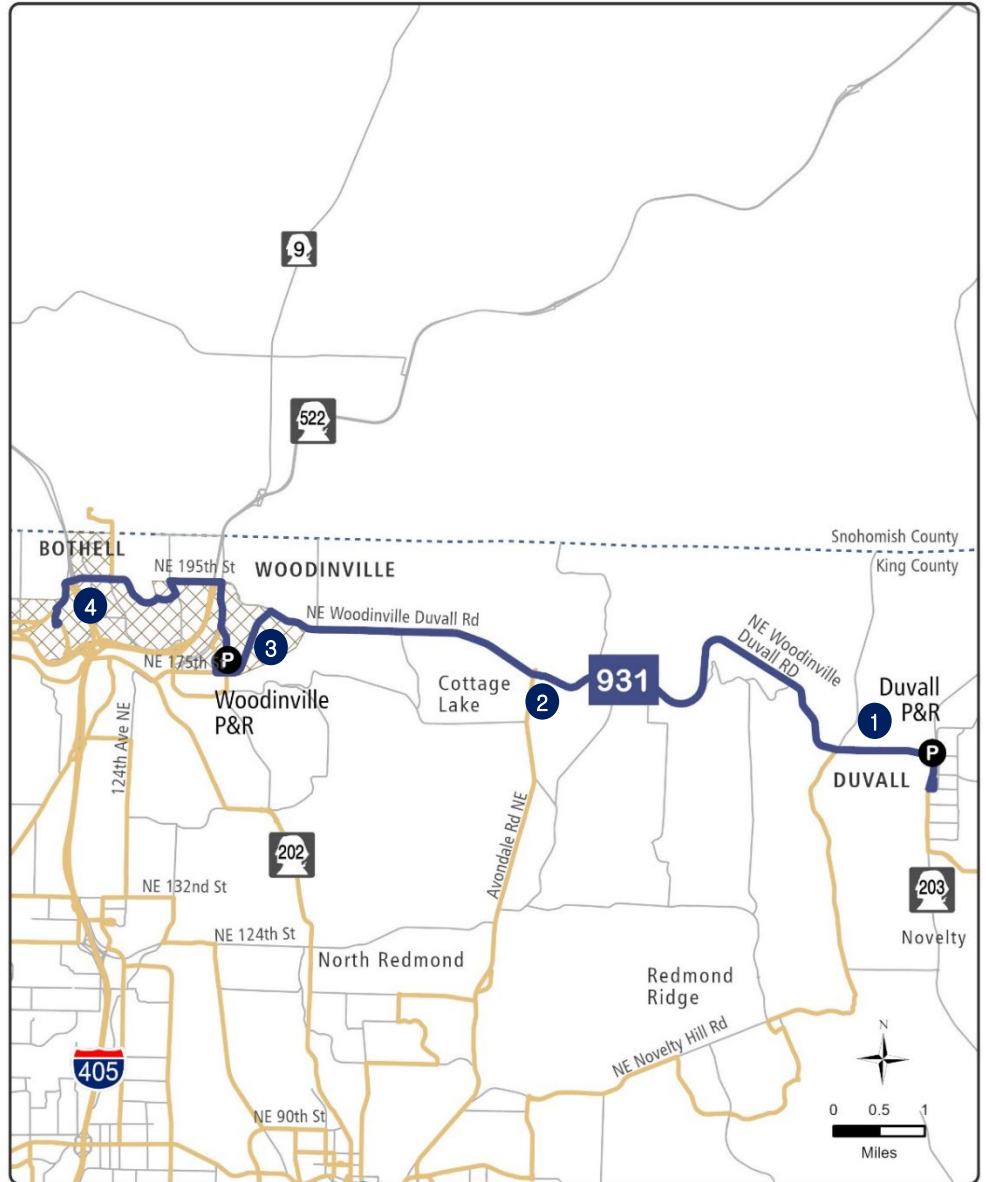 9
522
Snohomish County
King County
BOTHELL
NE 195th St
WOODINVILLE
4
NE Woodinville Duvall Rd
3
NE 175th St
P
Woodinville
P&R
Cottage
Lake
2
931
NE Woodinville
Duvall RD
1
Duvall
P&R
P
DUVALL
124th Ave NE
202
Avondale Rd NE
203
NE 132nd St
NE 124th St
North Redmond
Novelty
Redmond
Ridge
NE Novelty Hill Rd
405
NE 90th St
N
0 0.5 1
Miles